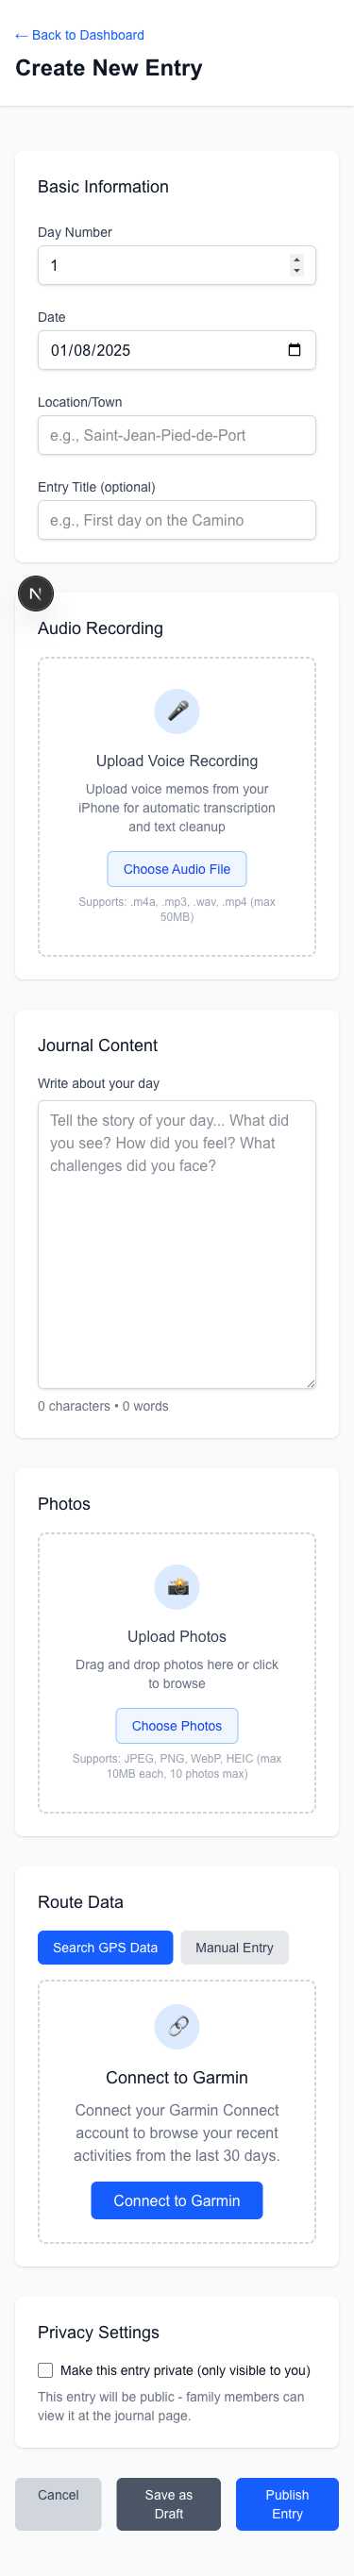 ← Back to Dashboard
Create New Entry
Basic Information
Day Number
1
Date
01/08/2025
Location/Town
e.g., Saint-Jean-Pied-de-Port
Entry Title (optional)
e.g., First day on the Camino
N
Audio Recording
Upload Voice Recording
Upload voice memos from your
iPhone for automatic transcription
and text cleanup
Choose Audio File
Supports: .m4a, .mp3, .wav, .mp4 (max
50MB)
Journal Content
Write about your day
Tell the story of your day... What did
you see? How did you feel? What
challenges did you face?
0 characters • 0 words
Photos
Upload Photos
Drag and drop photos here or click
to browse
Choose Photos
Supports: JPEG, PNG, WebP, HEIC (max
10MB each, 10 photos max)
Route Data
Search GPS Data
Manual Entry
Connect to Garmin
Connect your Garmin Connect
account to browse your recent
activities from the last 30 days.
Connect to Garmin
Privacy Settings
Make this entry private (only visible to you)
This entry will be public - family members can
view it at the journal page.
Cancel
Save as
Draft
Publish
Entry